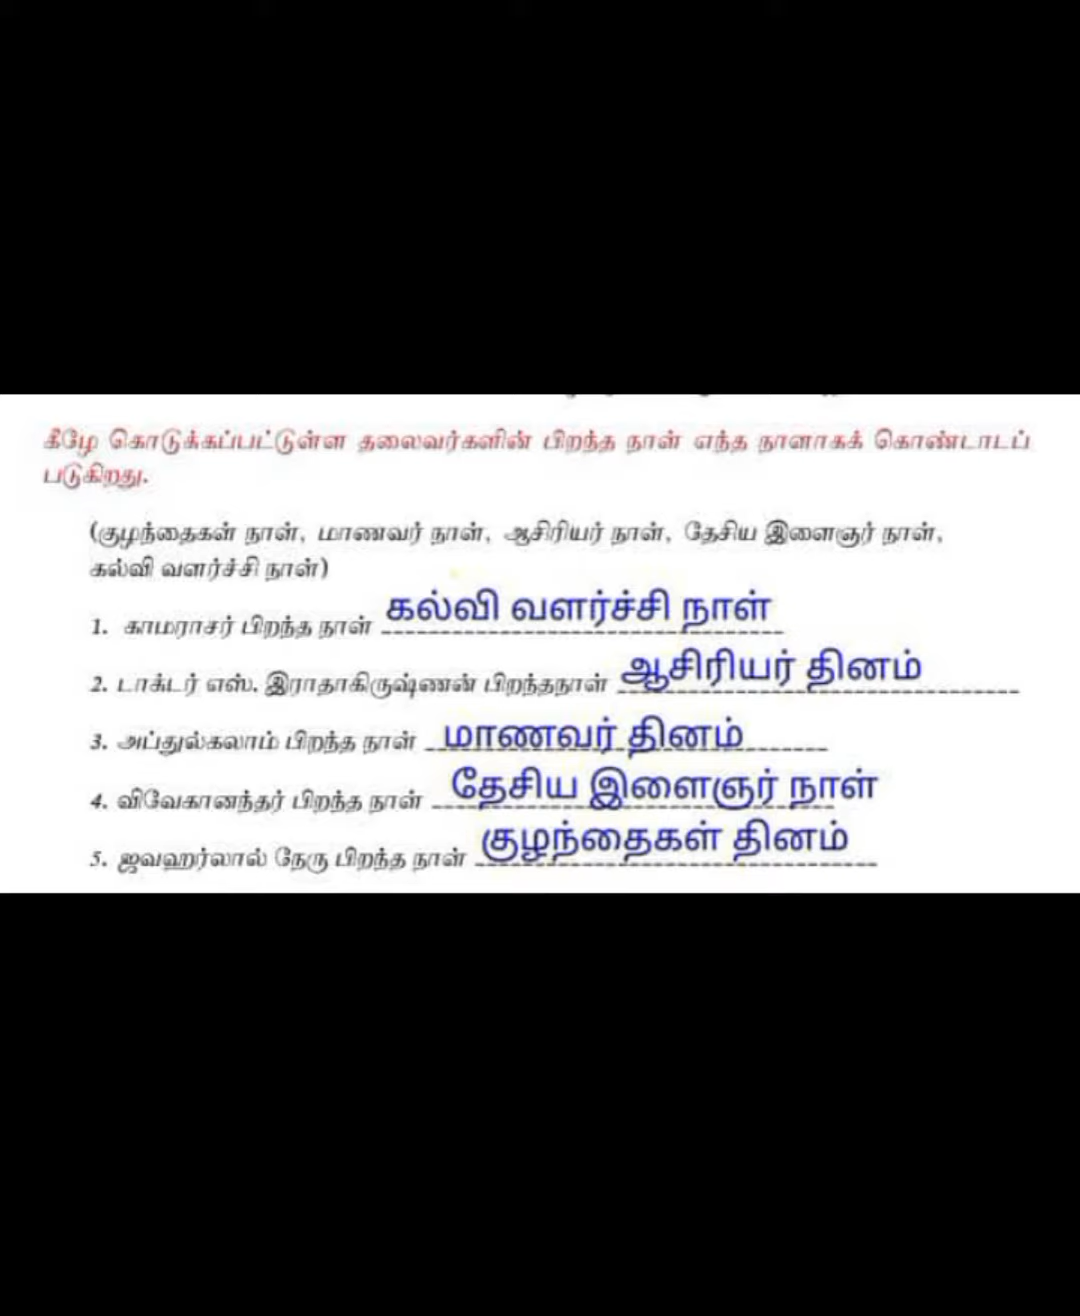 கீழே கொடுக்கப்பட்டுள்ள தலைவர்களின் பிறந்த நாள் எந்த நாளாகக் கொண்டாடப்
படுகிறது.
(குழந்தைகள் நாள், மாணவர் நாள், ஆசிரியர் நாள், தேசிய இளைஞர் நாள்,
கல்வி வளர்ச்சி நாள்)
1. காமராசர் பிறந்த நாள் கல்வி வளர்ச்சி நாள்
2. டாக்டர் எஸ். இராதாகிருஷ்ணன் பிறந்தநாள் ஆசிரியர் தினம்
3. அப்துல்கலாம் பிறந்த நாள் மாணவர் தினம்
4. விவேகானந்தர் பிறந்த நாள் தேசிய இளைஞர் நாள்
5. ஜவஹர்லால் நேரு பிறந்த நாள் குழந்தைகள் தினம்